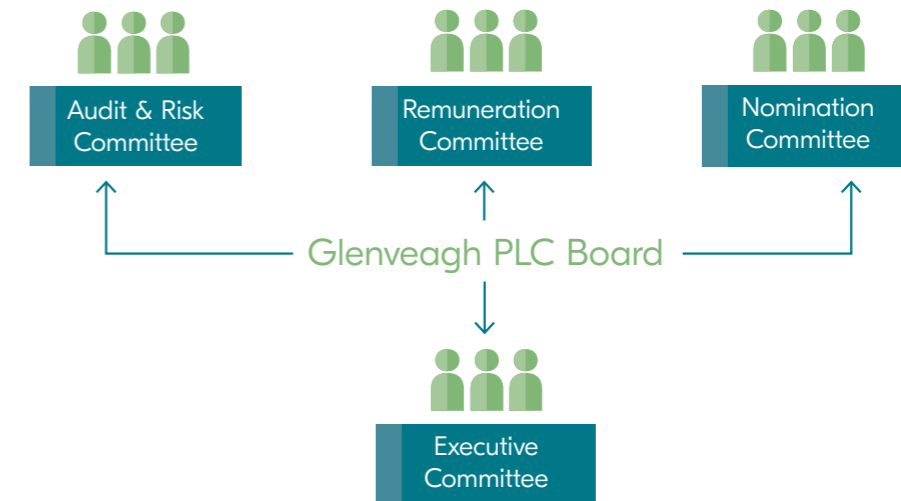 Audit & Risk
Committee
Remuneration
Committee
Nomination
Committee
Glenveagh PLC Board
Executive
Committee